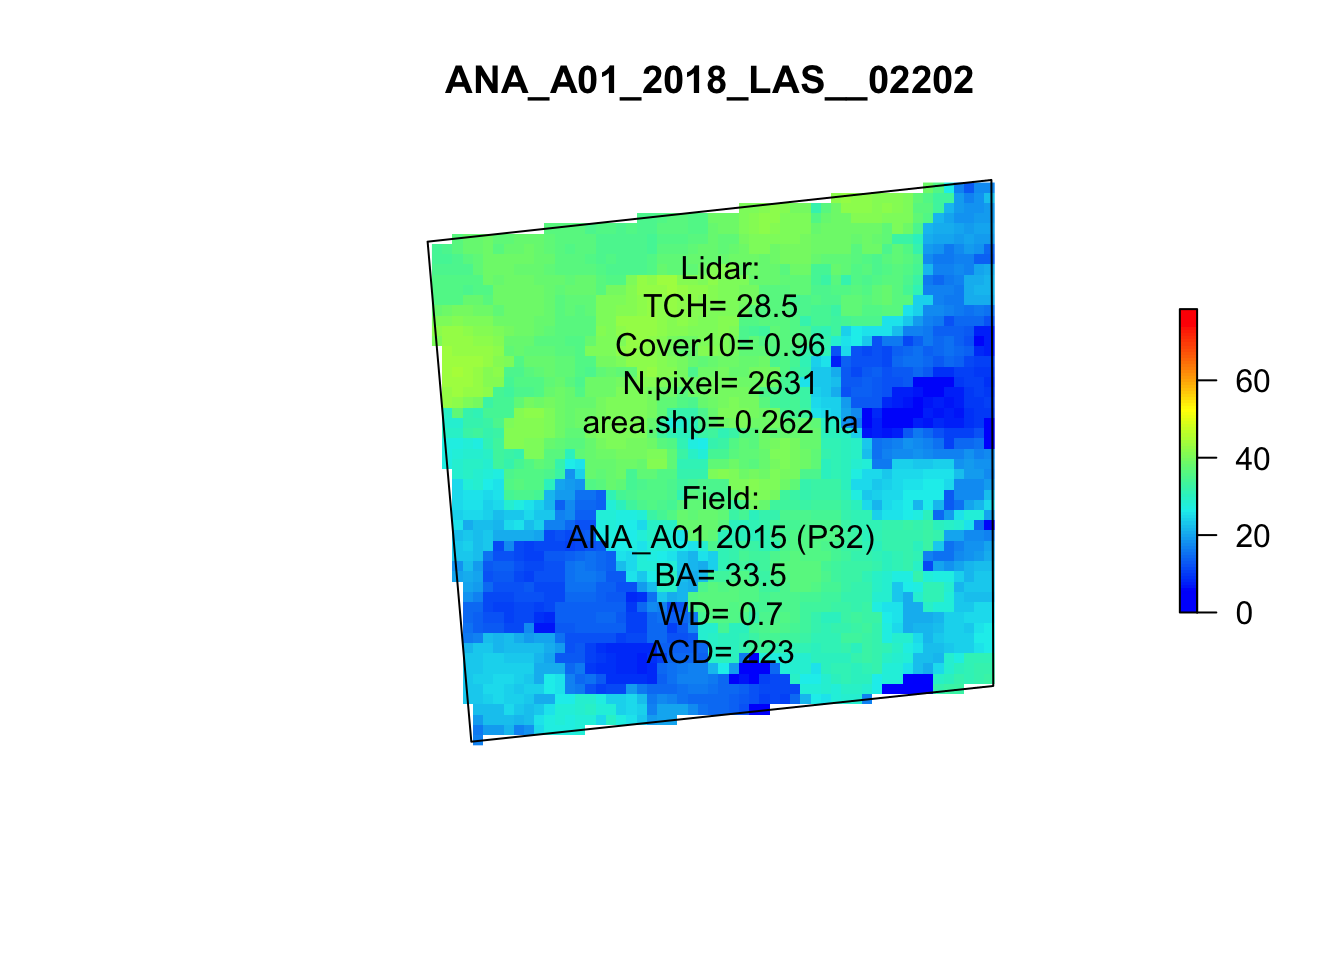 ANA_A01_2018_LAS__02202
Lidar:
TCH= 28.5
Cover10= 0.96
N.pixel= 2631
area.shp= 0.262 ha
Field:
ANA_A01 2015 (P32)
BA= 33.5
WD= 0.7
ACD= 223
60
40
20
0